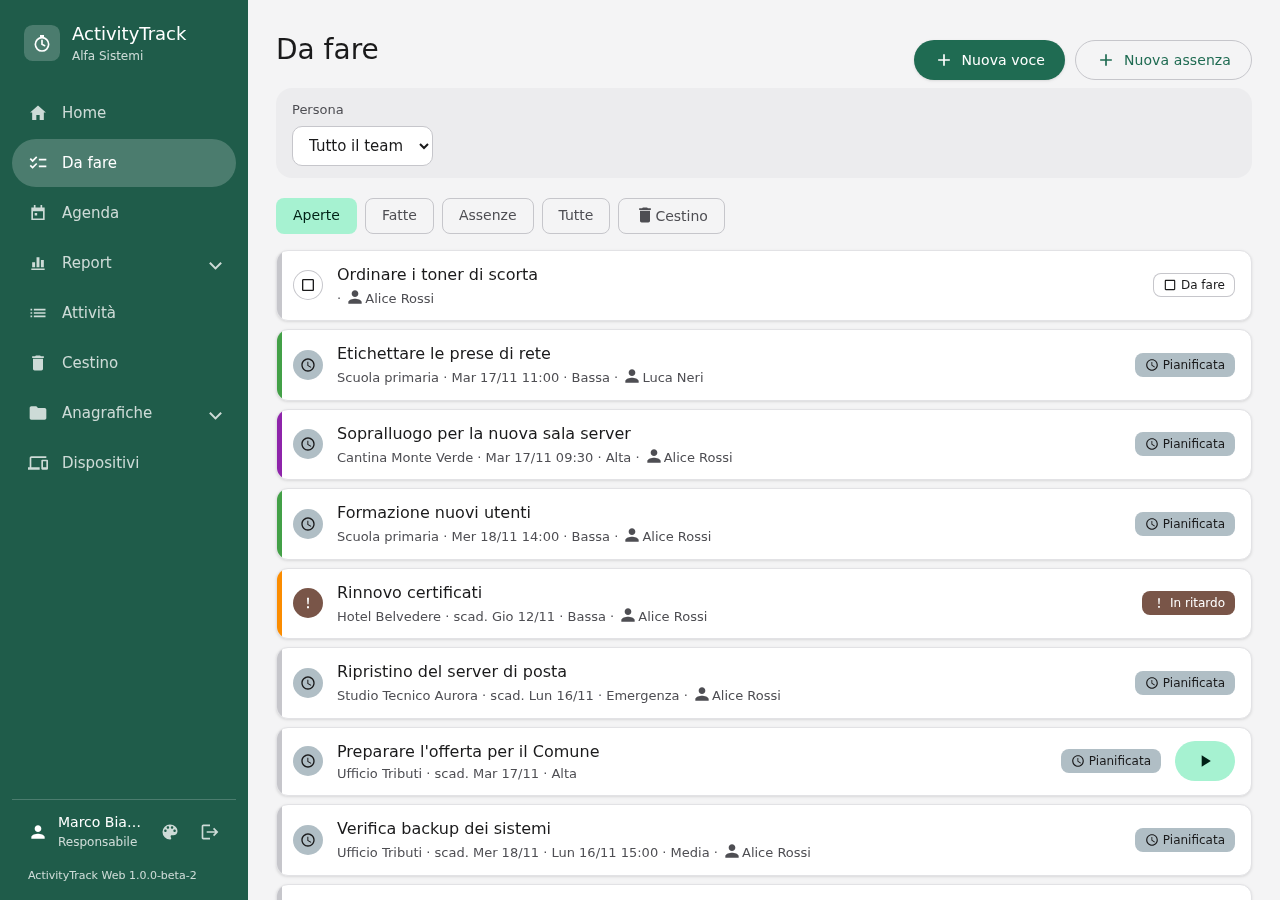 ActivityTrack
Alfa Sistemi
Home
Da fare
Agenda
Report
Attività
Cestino
Anagrafiche
Dispositivi
Marco Bia...
Responsabile
ActivityTrack Web 1.0.0-beta-2
Da fare
Nuova voce
Nuova assenza
Persona
Tutto il team
Aperte
Fatte
Assenze
Tutte
Cestino
Ordinare i toner di scorta
· Alice Rossi
Da fare
Etichettare le prese di rete
Scuola primaria · Mar 17/11 11:00 · Bassa · Luca Neri
Pianificata
Sopralluogo per la nuova sala server
Cantina Monte Verde · Mar 17/11 09:30 · Alta · Alice Rossi
Pianificata
Formazione nuovi utenti
Scuola primaria · Mer 18/11 14:00 · Bassa · Alice Rossi
Pianificata
Rinnovo certificati
Hotel Belvedere · scad. Gio 12/11 · Bassa · Alice Rossi
In ritardo
Ripristino del server di posta
Studio Tecnico Aurora · scad. Lun 16/11 · Emergenza · Alice Rossi
Pianificata
Preparare l'offerta per il Comune
Ufficio Tributi · scad. Mar 17/11 · Alta
Pianificata
Verifica backup dei sistemi
Ufficio Tributi · scad. Mer 18/11 · Lun 16/11 15:00 · Media · Alice Rossi
Pianificata